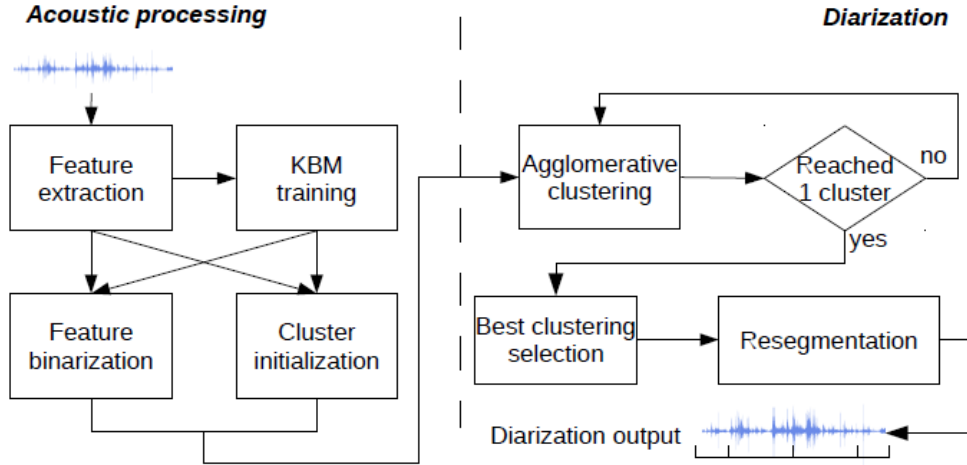 Acoustic processing
Diarization
Feature
extraction
KBM
training
Agglomerative
clustering
Reached
1 cluster
no
yes
Feature
binarization
Cluster
initialization
Best clustering
selection
Resegmentation
Diarization output